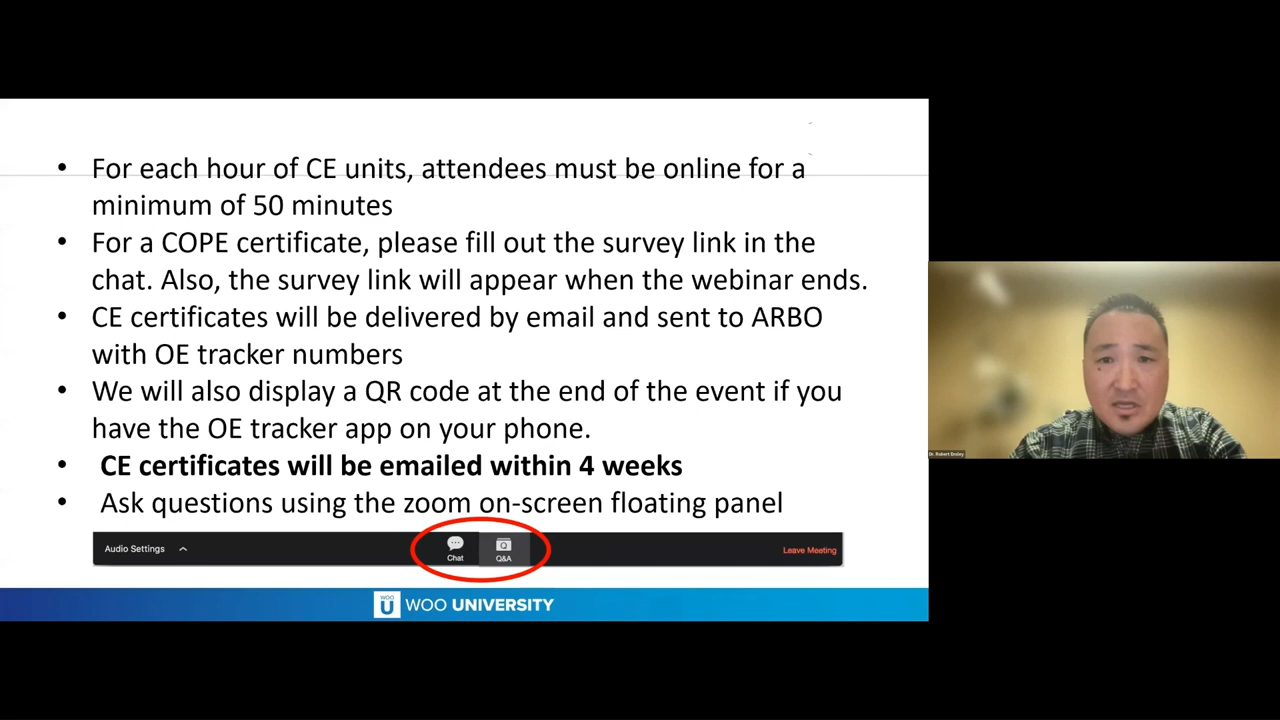 • For each hour of CE units, attendees must be online for a
minimum of 50 minutes
• For a COPE certificate, please fill out the survey link in the
chat. Also, the survey link will appear when the webinar ends.
• CE certificates will be delivered by email and sent to ARBO
with OE tracker numbers
• We will also display a QR code at the end of the event if you
have the OE tracker app on your phone.
• CE certificates will be emailed within 4 weeks
• Ask questions using the zoom on-screen floating panel
Audio Settings
Chat
Q&A
Leave Meeting
WOO
U
WOO UNIVERSITY
Dr. Robert Ensley